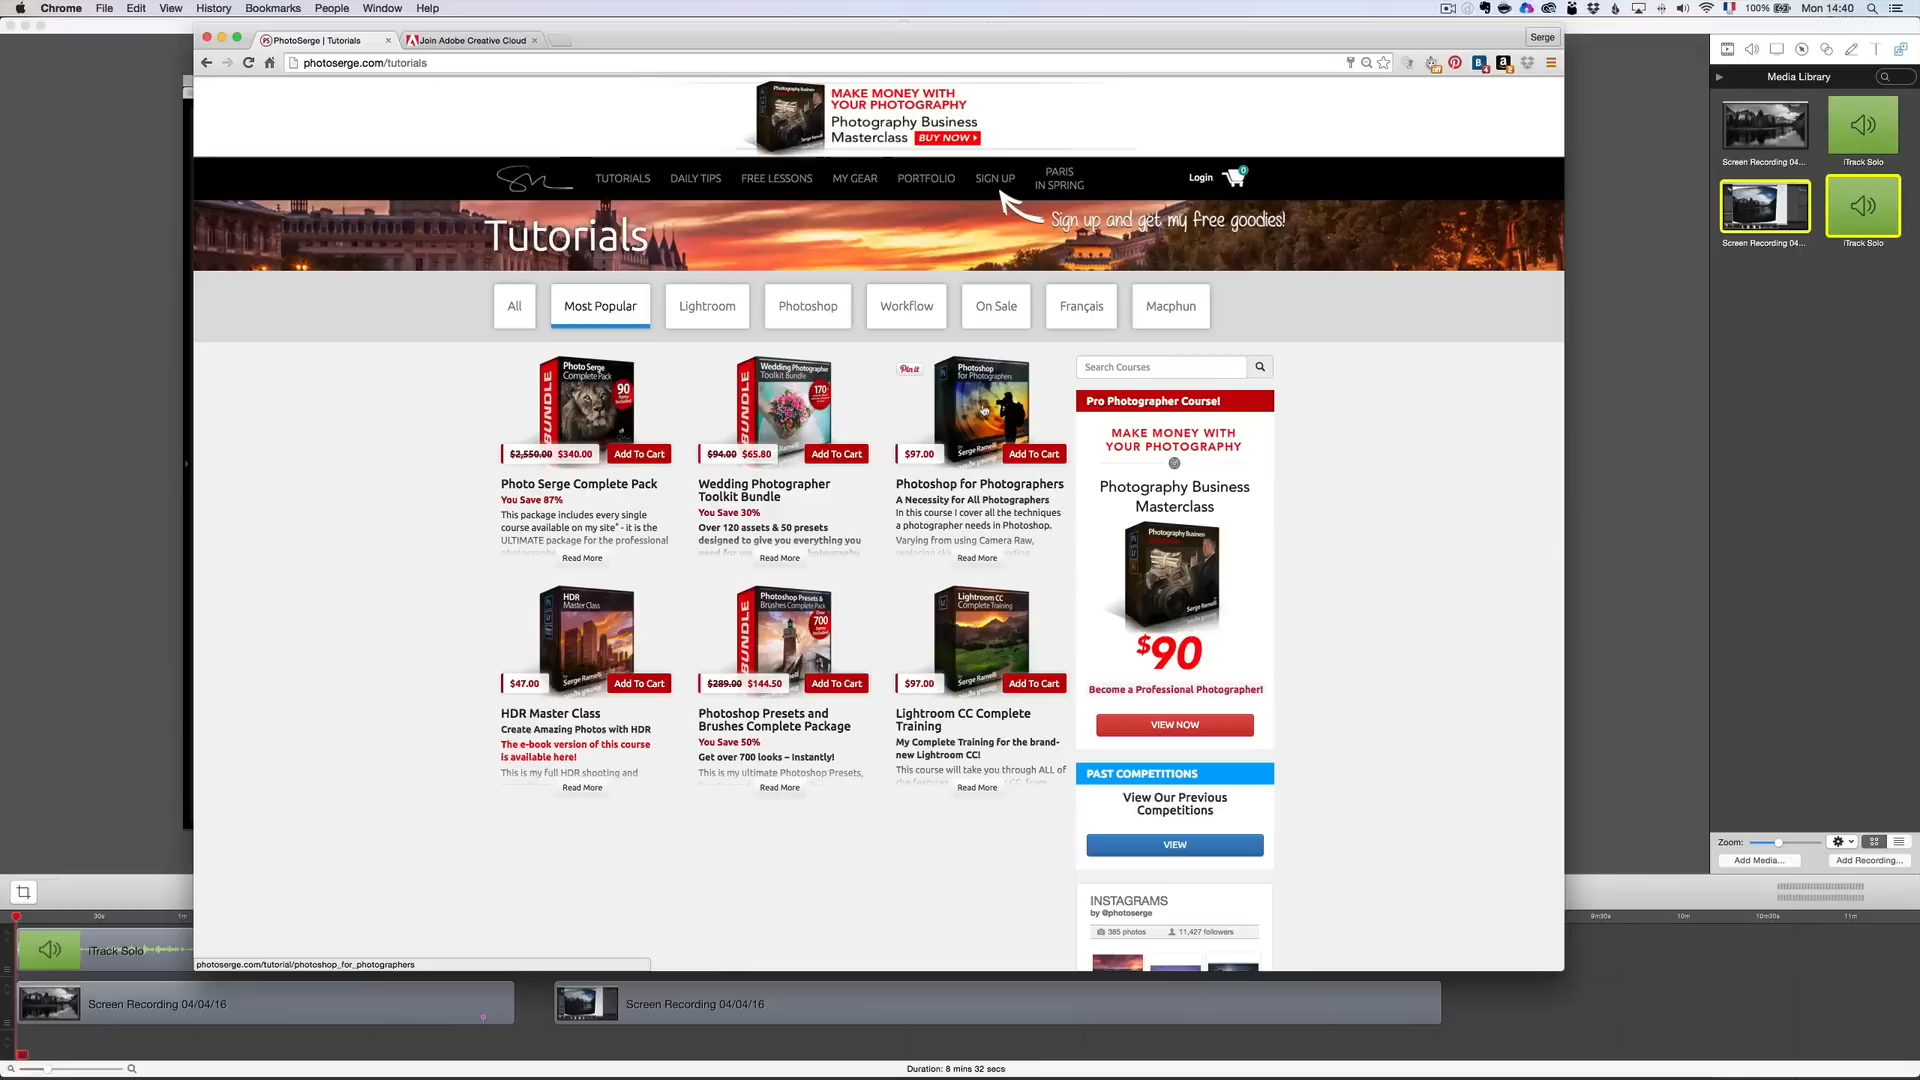 Chrome File Edit View History Bookmarks People Window Help
100% Mon 14:40
PhotoSerge | Tutorials
Join Adobe Creative Cloud
Serge
photoserge.com/tutorials
MAKE MONEY WITH
YOUR PHOTOGRAPHY
Photography Business
Masterclass BUY NOW
TUTORIALS DAILY TIPS FREE LESSONS MY GEAR PORTFOLIO SIGN UP PARIS IN SPRING Login 0
Tutorials
Sign up and get my free goodies!
All Most Popular Lightroom Photoshop Workflow On Sale Français Macphun
Photo Serge
Complete Pack
90
BUNDLE
$2,550.00 $340.00 Add To Cart
Photo Serge Complete Pack
You Save 87%
This package includes every single
course available on my site* - it is the
ULTIMATE package for the professional
Read More
Wedding Photographer
Toolkit Bundle
170+
BUNDLE
$94.00 $65.80 Add To Cart
Wedding Photographer
Toolkit Bundle
You Save 30%
Over 120 assets & 50 presets
designed to give you everything you
Read More
Pin it
Photoshop
for Photographers
Serge Ramelli
$97.00 Add To Cart
Photoshop for Photographers
A Necessity for All Photographers
In this course I cover all the techniques
a photographer needs in Photoshop.
Varying from using Camera Raw,
Read More
HDR
Master Class
Serge Ramelli
$47.00 Add To Cart
HDR Master Class
Create Amazing Photos with HDR
The e-book version of this course
is available here!
This is my full HDR shooting and
Read More
Photoshop Presets &
Brushes Complete Pack
Over
700
BUNDLE
$289.00 $144.50 Add To Cart
Photoshop Presets and
Brushes Complete Package
You Save 50%
Get over 700 looks – Instantly!
This is my ultimate Photoshop Presets,
Read More
Lightroom CC
Complete Training
Serge Ramelli
$97.00 Add To Cart
Lightroom CC Complete
Training
My Complete Training for the brand-
new Lightroom CC!
This course will take you through ALL of
Read More
Search Courses
Pro Photographer Course!
MAKE MONEY WITH
YOUR PHOTOGRAPHY
Photography Business
Masterclass
Photography Business
Serge Ramelli
$90
Become a Professional Photographer!
VIEW NOW
PAST COMPETITIONS
View Our Previous
Competitions
VIEW
INSTAGRAMS
by @photoserge
385 photos 11,427 followers
photoserge.com/tutorial/photoshop_for_photographers
Media Library
Screen Recording 04... iTrack Solo
Screen Recording 04... iTrack Solo
Zoom:
Add Media... Add Recording...
30s 1m 9m30s 10m 10m30s 11m
iTrack Solo
Screen Recording 04/04/16
Screen Recording 04/04/16
Duration: 8 mins 32 secs